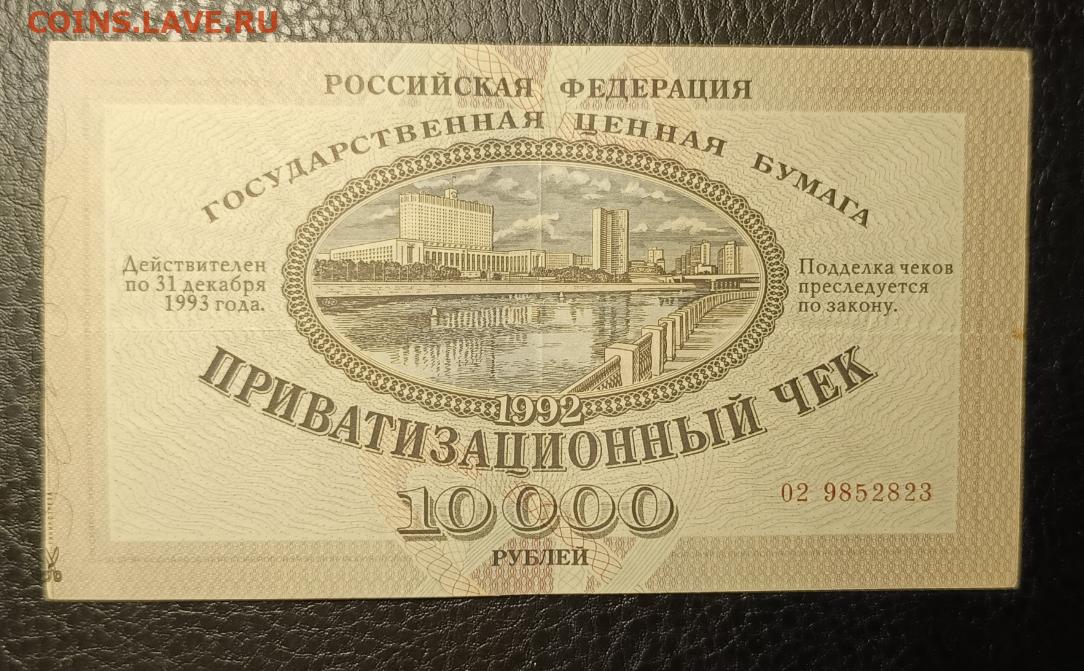 COINS.LAVE.RU
РОССИЙСКАЯ ФЕДЕРАЦИЯ
ГОСУДАРСТВЕННАЯ ЦЕННАЯ БУМАГА
Действителен
по 31 декабря
1993 года.
Подделка чеков
преследуется
по закону.
1992
ПРИВАТИЗАЦИОННЫЙ ЧЕК
10 000
РУБЛЕЙ
02 9852823